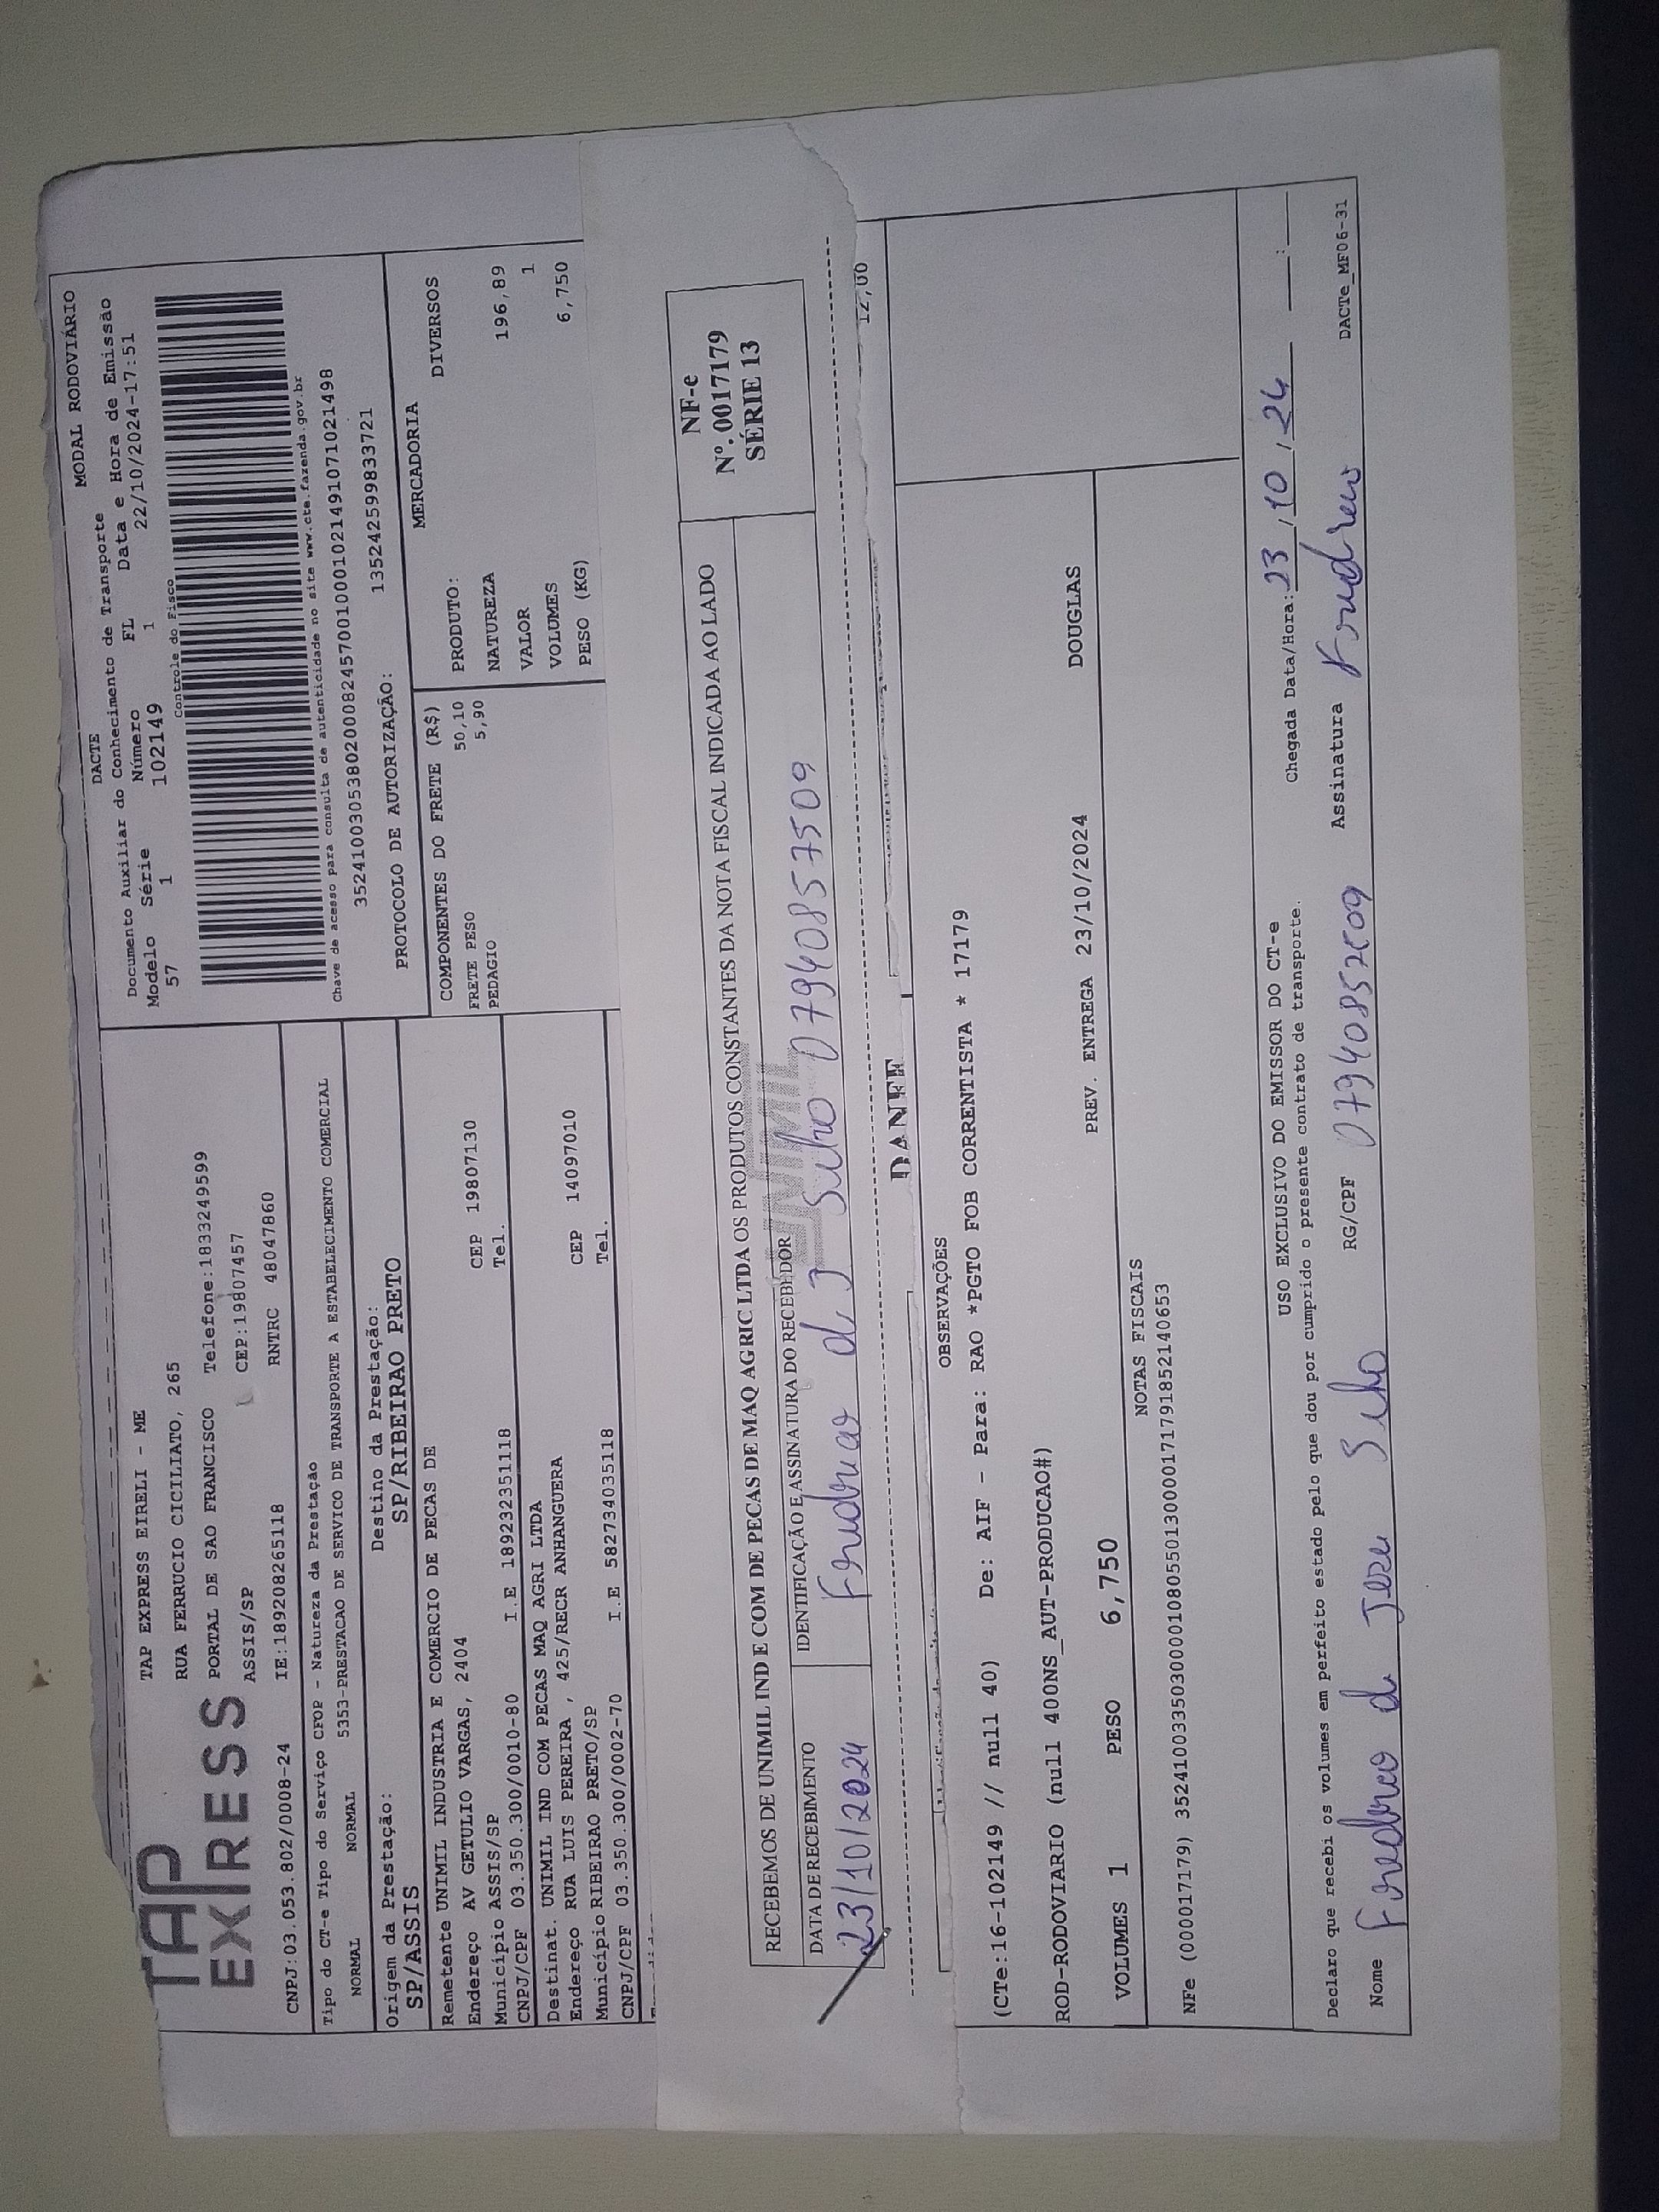 TAP EXPRESS
TAP EXPRESS EIRELI - ME
RUA FERRUCIO CICILIATO, 265
PORTAL DE SAO FRANCISCO Telefone:1833249599
ASSIS/SP CEP:19807457
CNPJ:03.053.802/0008-24 IE:189208265118 RNTRC 48047860
DACTE MODAL RODOVIÁRIO
Documento Auxiliar do Conhecimento de Transporte
Modelo Série Número FL Data e Hora de Emissão
57 1 102149 1 22/10/2024-17:51
Controle do Fisco
Chave de acesso para consulta de autenticidade no site www.cte.fazenda.gov.br
35241003053802000824570010001021491071021498
PROTOCOLO DE AUTORIZAÇÃO: 135242599833721
Tipo do CT-e Tipo do Serviço CFOP - Natureza da Prestação
NORMAL NORMAL 5353-PRESTACAO DE SERVICO DE TRANSPORTE A ESTABELECIMENTO COMERCIAL
Origem da Prestação: Destino da Prestação:
SP/ASSIS SP/RIBEIRAO PRETO
Remetente UNIMIL INDUSTRIA E COMERCIO DE PECAS DE
Endereço AV GETULIO VARGAS, 2404
Município ASSIS/SP CEP 19807130
CNPJ/CPF 03.350.300/0010-80 I.E 189232351118 Tel.
Destinat. UNIMIL IND COM PECAS MAQ AGRI LTDA
Endereço RUA LUIS PEREIRA , 425/RECR ANHANGUERA
Município RIBEIRAO PRETO/SP CEP 14097010
CNPJ/CPF 03.350.300/0002-70 I.E 582734035118 Tel.
COMPONENTES DO FRETE (R$)
FRETE PESO 50,10
PEDAGIO 5,90
MERCADORIA
PRODUTO: DIVERSOS
NATUREZA
VALOR 196,89
VOLUMES 1
PESO (KG) 6,750
RECEBEMOS DE UNIMIL IND E COM DE PECAS DE MAQ AGRIC LTDA OS PRODUTOS CONSTANTES DA NOTA FISCAL INDICADA AO LADO
DATA DE RECEBIMENTO IDENTIFICAÇÃO E ASSINATURA DO RECEBEDOR
23/10/2024 07940857509
NF-e
Nº.0017179
SÉRIE 13
UNIMIL
DANFE
12,00
OBSERVAÇÕES
(CTe:16-102149 // null 40) De: AIF - Para: RAO *PGTO FOB CORRENTISTA * 17179
ROD-RODOVIARIO (null 400NS_AUT-PRODUCAO#)
PREV. ENTREGA 23/10/2024 DOUGLAS
VOLUMES 1 PESO 6,750
NOTAS FISCAIS
NFe (000017179) 35241003350300001080550130000171791852140653
USO EXCLUSIVO DO EMISSOR DO CT-e
Declaro que recebi os volumes em perfeito estado pelo que dou por cumprido o presente contrato de transporte.
Chegada Data/Hora: 23,10,24 :
Nome RG/CPF Assinatura
DACTe_MF06-31